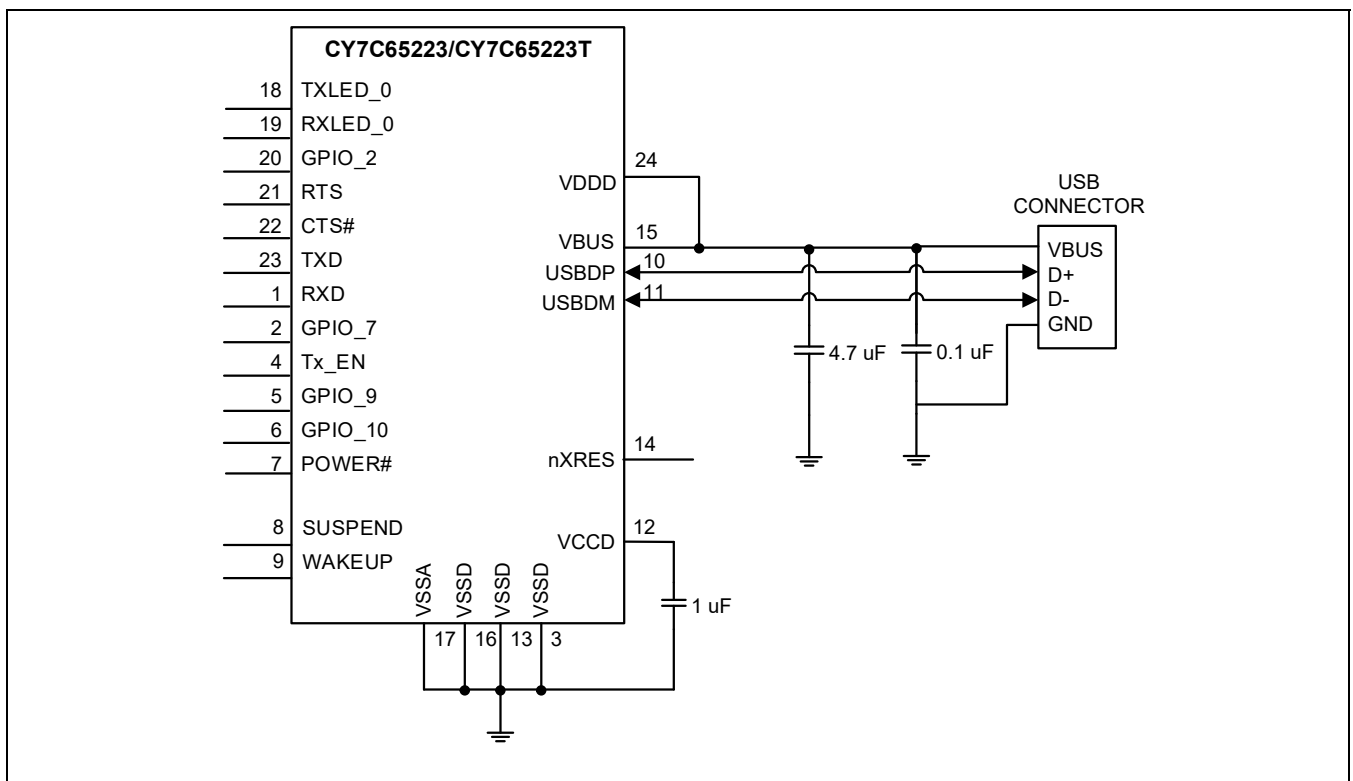 CY7C65223/CY7C65223T
18 TXLED_0
19 RXLED_0
20 GPIO_2
21 RTS
22 CTS#
23 TXD
1 RXD
2 GPIO_7
4 Tx_EN
5 GPIO_9
6 GPIO_10
7 POWER#
8 SUSPEND
9 WAKEUP
VDDD 24
VBUS 15
USBDP 10
USBDM 11
nXRES 14
VCCD 12
VSSA
VSSD
VSSD
VSSD
17 16 13 3
1 uF
4.7 uF
0.1 uF
USB
CONNECTOR
VBUS
D+
D-
GND